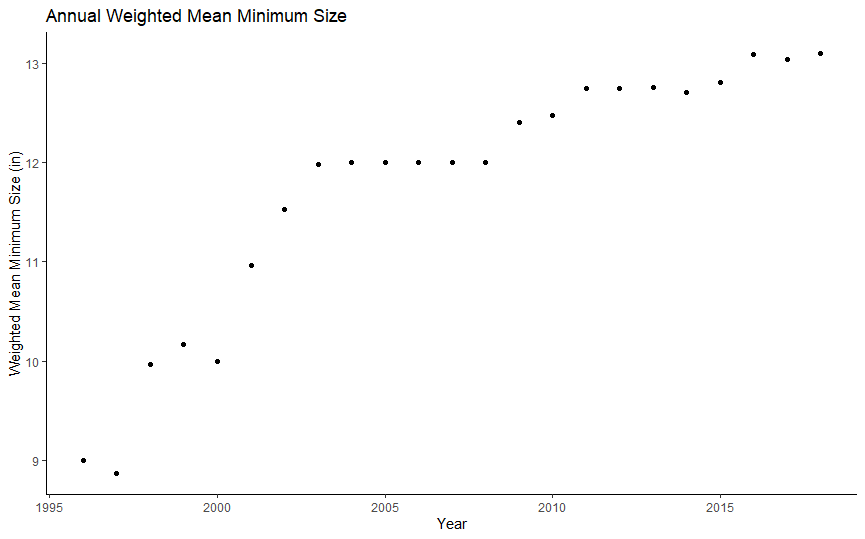 Annual Weighted Mean Minimum Size
Weighted Mean Minimum Size (in)
13
12
11
10
9
1995 2000 2005 2010 2015
Year